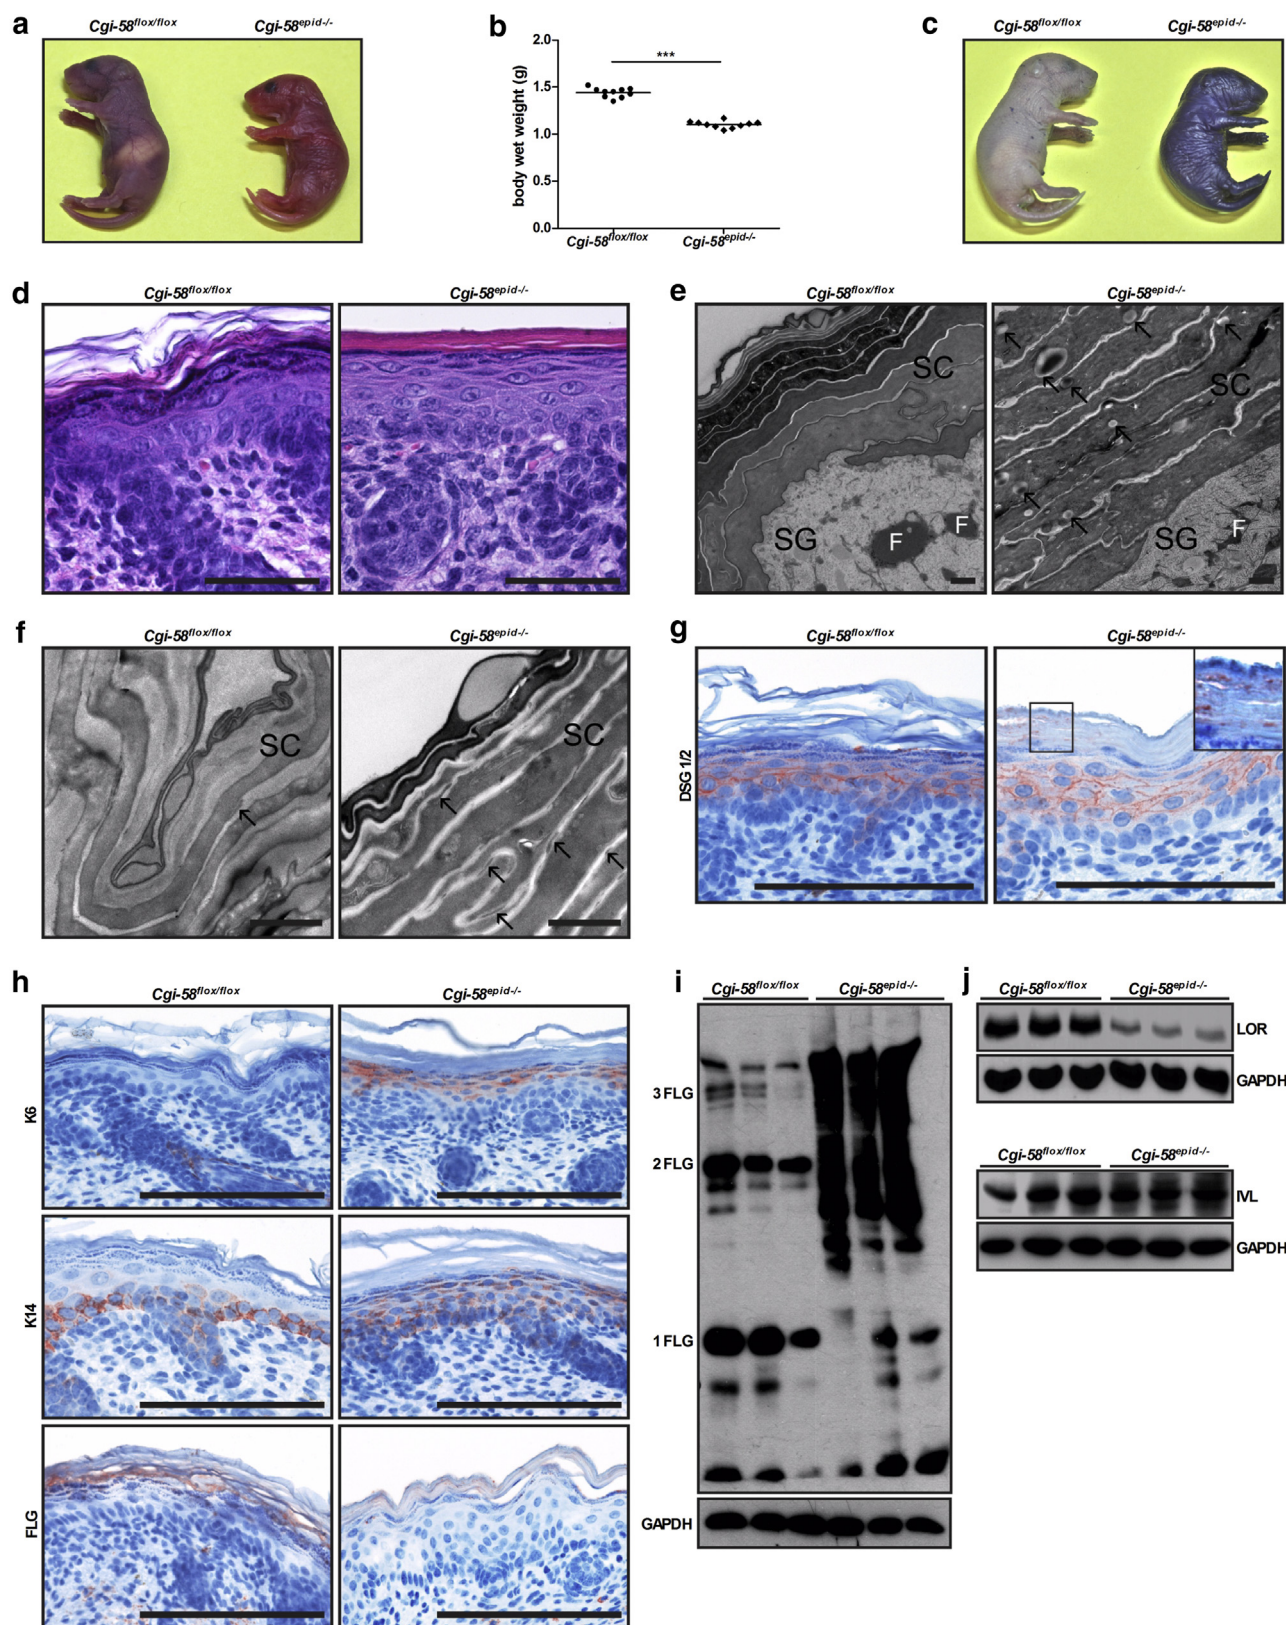 a
Cgi-58flox/flox Cgi-58epid-/-
b
2.0
1.5
1.0
0.5
0.0
body wet weight (g)
***
Cgi-58flox/flox Cgi-58epid-/-
c
Cgi-58flox/flox Cgi-58epid-/-
d
Cgi-58flox/flox Cgi-58epid-/-
e
Cgi-58flox/flox Cgi-58epid-/-
SC
SG
F
F
SC
SG
F
f
Cgi-58flox/flox Cgi-58epid-/-
SC
SC
g
Cgi-58flox/flox Cgi-58epid-/-
DSG 1/2
h
Cgi-58flox/flox Cgi-58epid-/-
K6
K14
FLG
i
Cgi-58flox/flox Cgi-58epid-/-
3 FLG
2 FLG
1 FLG
GAPDH
j
Cgi-58flox/flox Cgi-58epid-/-
LOR
GAPDH
Cgi-58flox/flox Cgi-58epid-/-
IVL
GAPDH